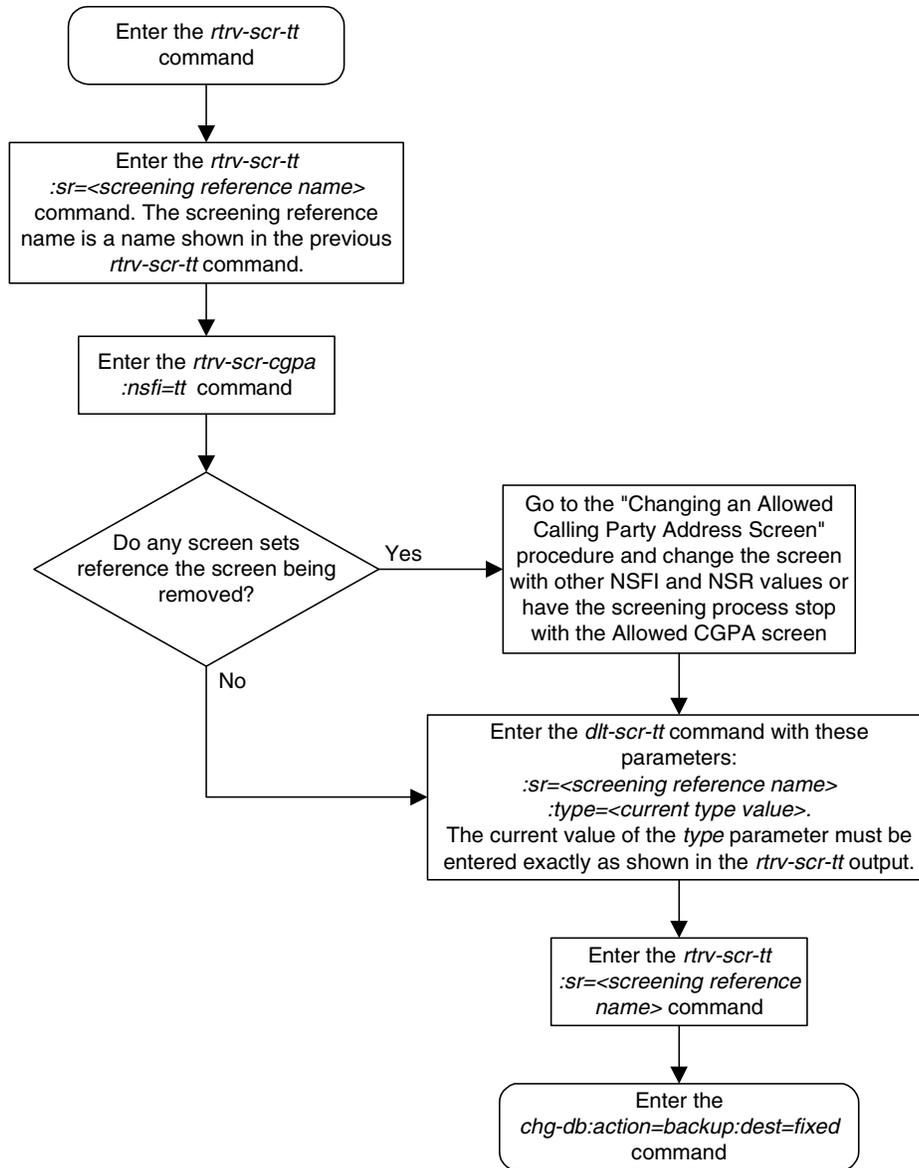 Enter the rtrv-scr-tt
command
Enter the rtrv-scr-tt
:sr=<screening reference name>
command. The screening reference
name is a name shown in the previous
rtrv-scr-tt command.
Enter the rtrv-scr-cgpa
:nsfi=tt command
Do any screen sets
reference the screen being
removed?
Yes
No
Go to the "Changing an Allowed
Calling Party Address Screen"
procedure and change the screen
with other NSFI and NSR values or
have the screening process stop
with the Allowed CGPA screen
Enter the dlt-scr-tt command with these
parameters:
:sr=<screening reference name>
:type=<current type value>.
The current value of the type parameter must be
entered exactly as shown in the rtrv-scr-tt output.
Enter the rtrv-scr-tt
:sr=<screening reference
name> command
Enter the
chg-db:action=backup:dest=fixed
command